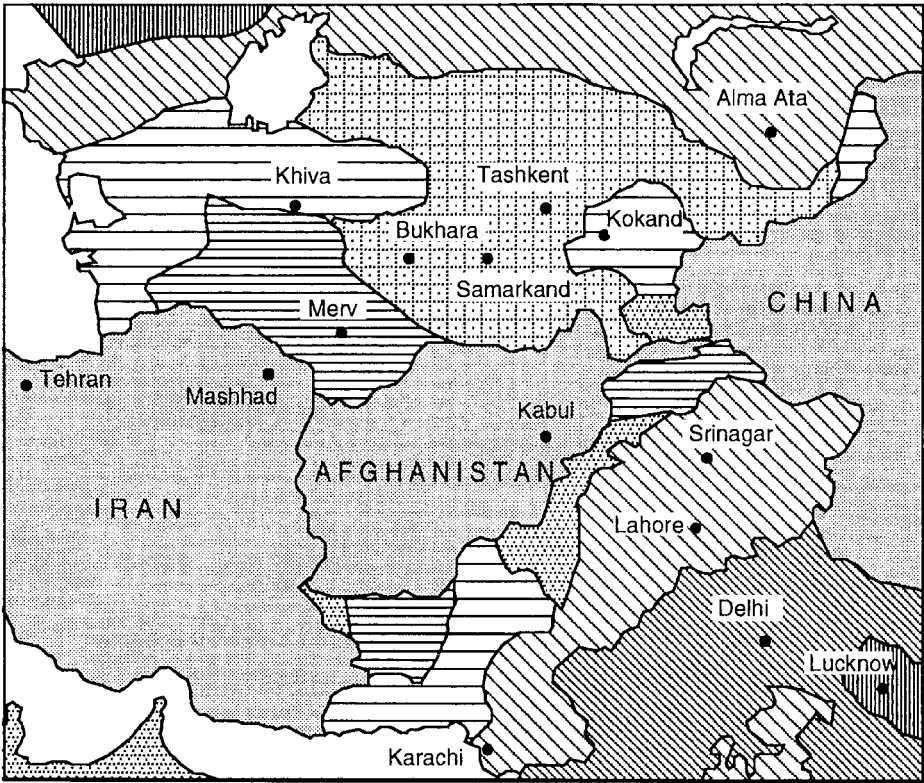 Alma Ata
Khiva
Tashkent
Kokand
Bukhara
Samarkand
CHINA
Merv
Tehran
Mashhad
Kabul
Srinagar
AFGHANISTAN
IRAN
Lahore
Delhi
Lucknow
Karachi